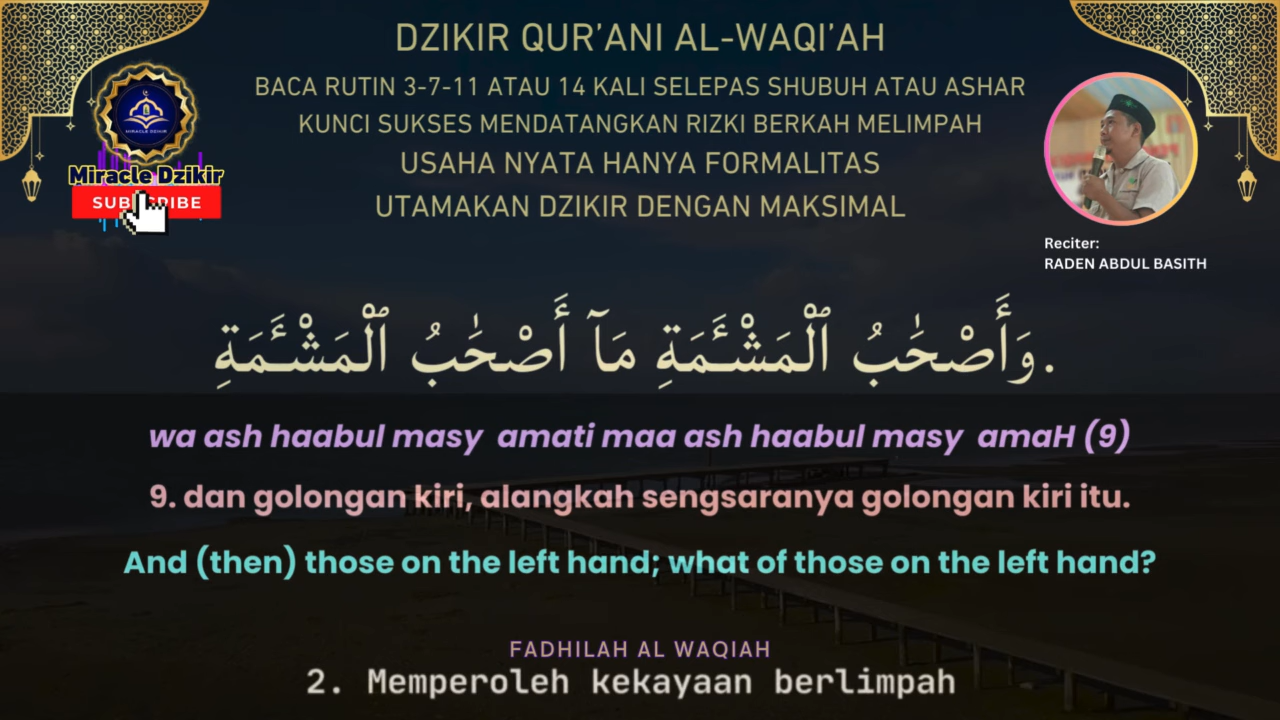 DZIKIR QUR’ANI AL-WAQI’AH
BACA RUTIN 3-7-11 ATAU 14 KALI SELEPAS SHUBUH ATAU ASHAR
KUNCI SUKSES MENDATANGKAN RIZKI BERKAH MELIMPAH
USAHA NYATA HANYA FORMALITAS
UTAMAKAN DZIKIR DENGAN MAKSIMAL
MIRACLE DZIKIR
Miracle Dzikir
SUBSCRIBE
Reciter:
RADEN ABDUL BASITH
وَأَصْحَٰبُ ٱلْمَشْـَٔمَةِ مَآ أَصْحَٰبُ ٱلْمَشْـَٔمَةِ.
wa ash haabul masy amati maa ash haabul masy amaH (9)
9. dan golongan kiri, alangkah sengsaranya golongan kiri itu.
And (then) those on the left hand; what of those on the left hand?
FADHILAH AL WAQIAH
2. Memperoleh kekayaan berlimpah